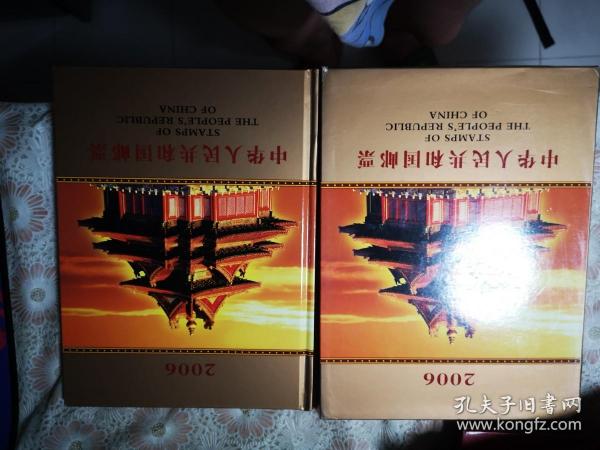 2006
中华人民共和国邮票
STAMPS OF
THE PEOPLE'S REPUBLIC
OF CHINA
2006
中华人民共和国邮票
STAMPS OF
THE PEOPLE'S REPUBLIC
OF CHINA
孔夫子旧书网
www.kongfz.com